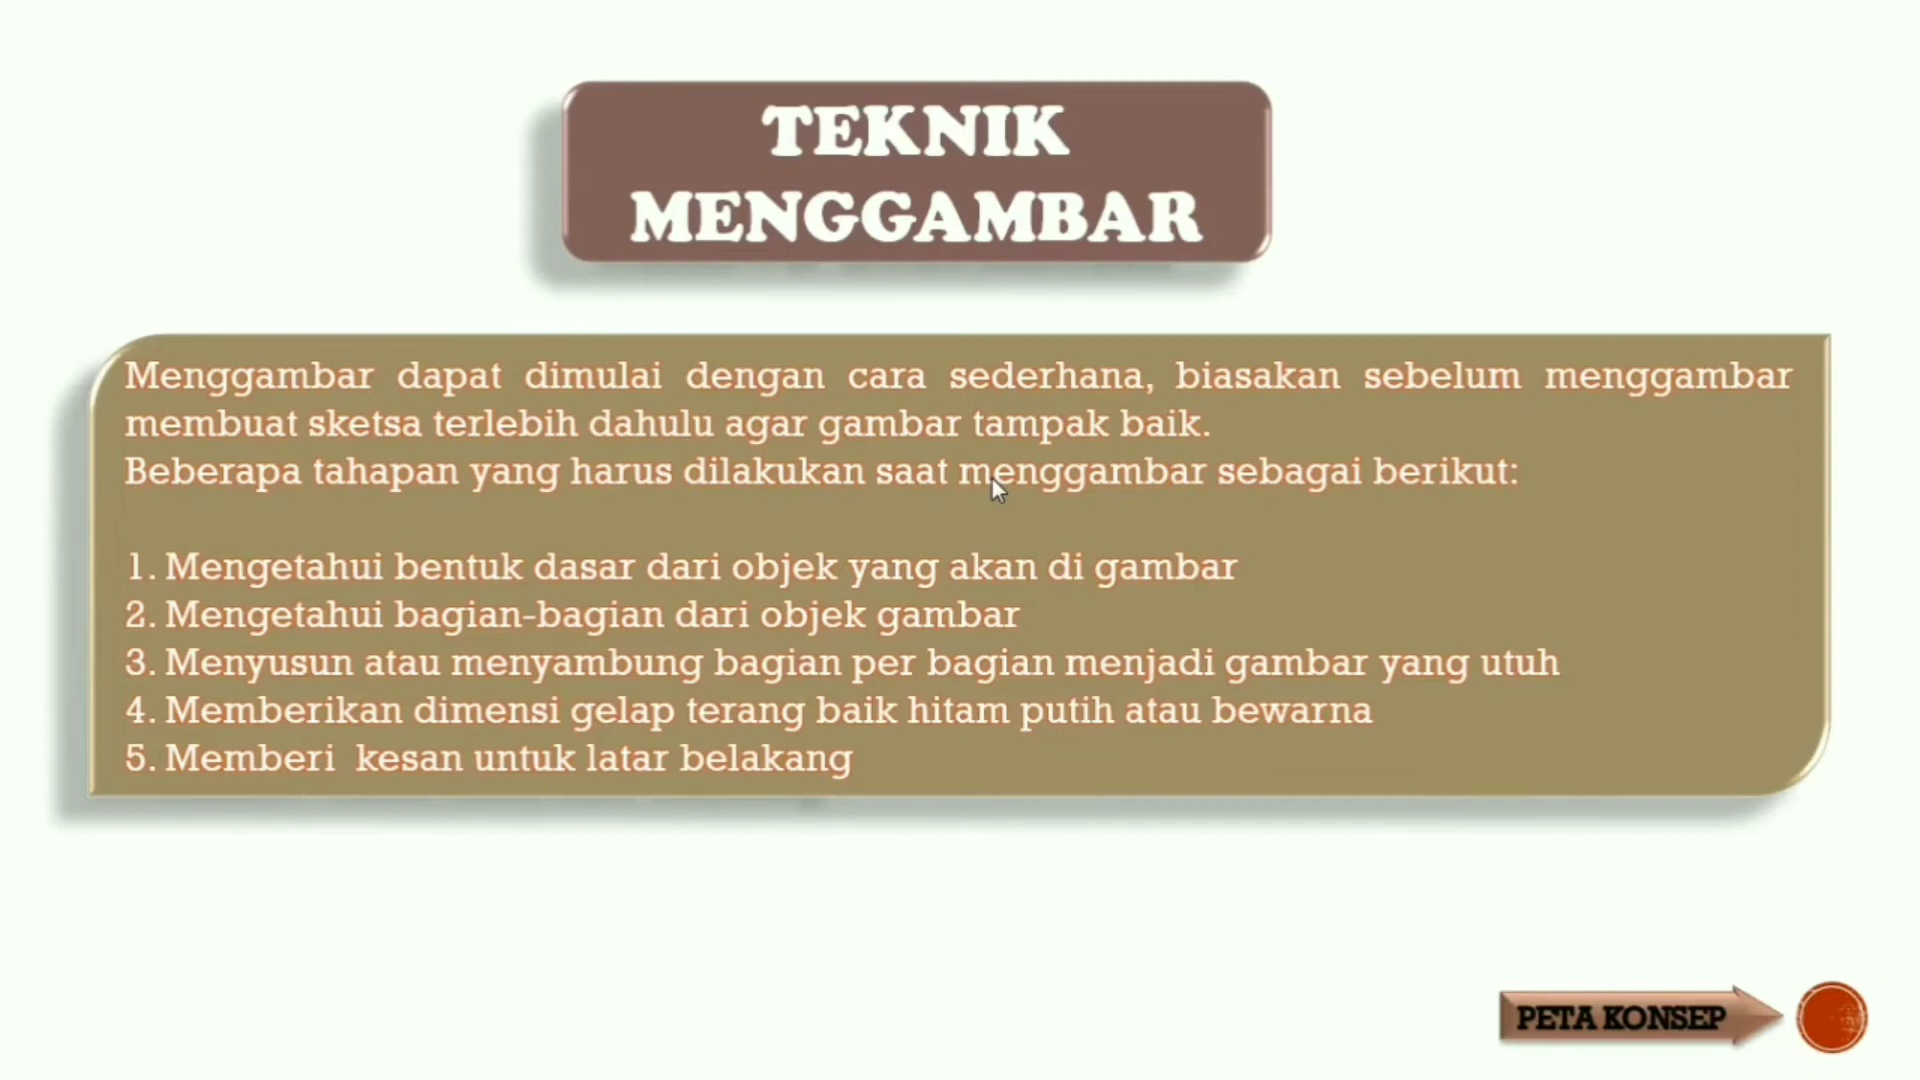 TEKNIK
MENGGAMBAR
Menggambar dapat dimulai dengan cara sederhana, biasakan sebelum menggambar
membuat sketsa terlebih dahulu agar gambar tampak baik.
Beberapa tahapan yang harus dilakukan saat menggambar sebagai berikut:
1. Mengetahui bentuk dasar dari objek yang akan di gambar
2. Mengetahui bagian-bagian dari objek gambar
3. Menyusun atau menyambung bagian per bagian menjadi gambar yang utuh
4. Memberikan dimensi gelap terang baik hitam putih atau bewarna
5. Memberi kesan untuk latar belakang
PETA KONSEP